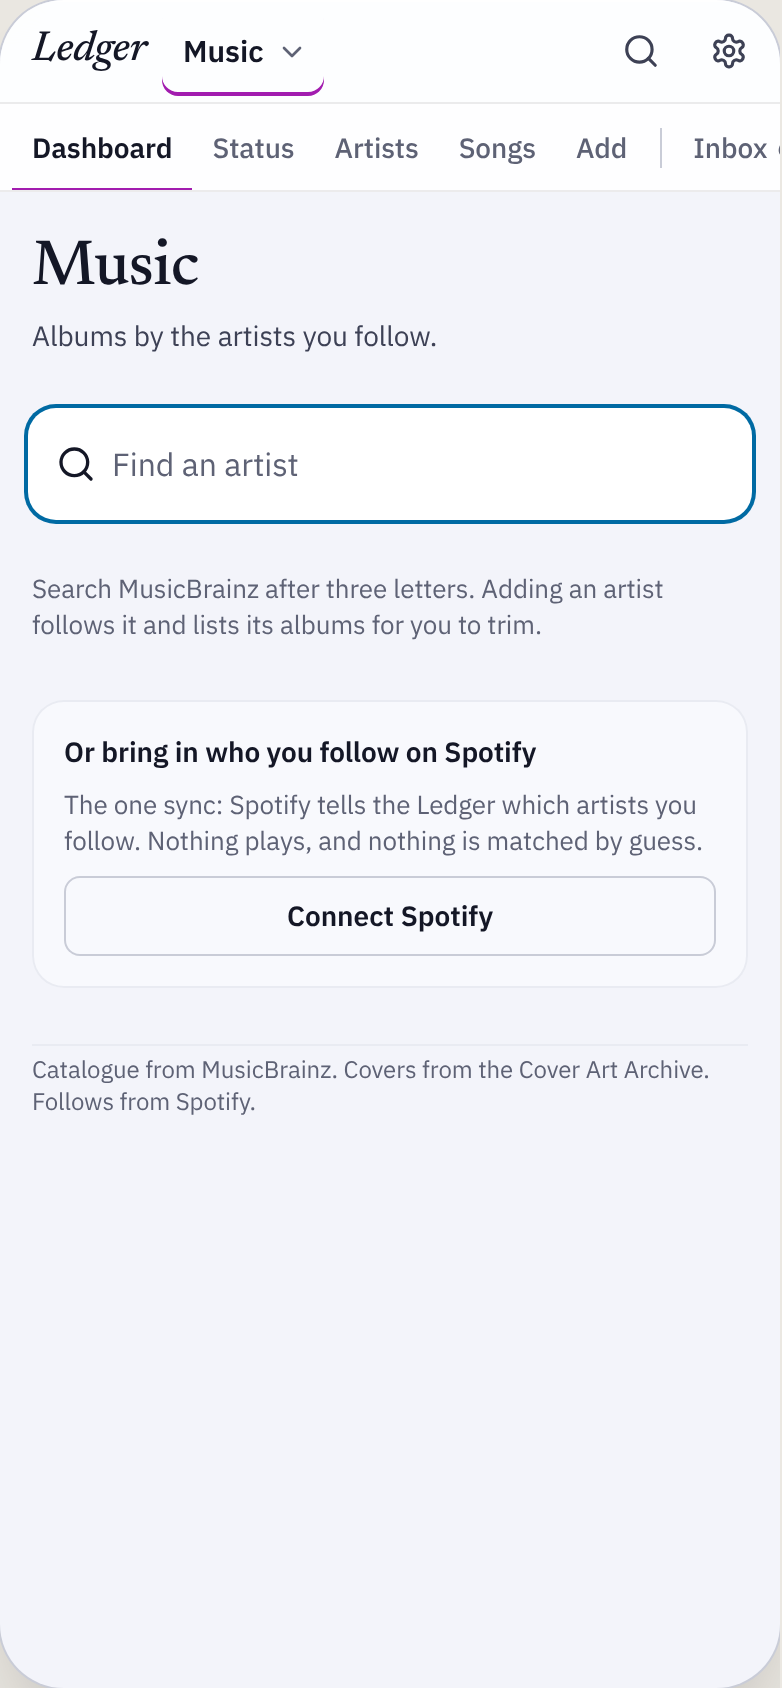 Ledger Music
Dashboard Status Artists Songs Add Inbox
Music
Albums by the artists you follow.
Find an artist
Search MusicBrainz after three letters. Adding an artist
follows it and lists its albums for you to trim.
Or bring in who you follow on Spotify
The one sync: Spotify tells the Ledger which artists you
follow. Nothing plays, and nothing is matched by guess.
Connect Spotify
Catalogue from MusicBrainz. Covers from the Cover Art Archive.
Follows from Spotify.